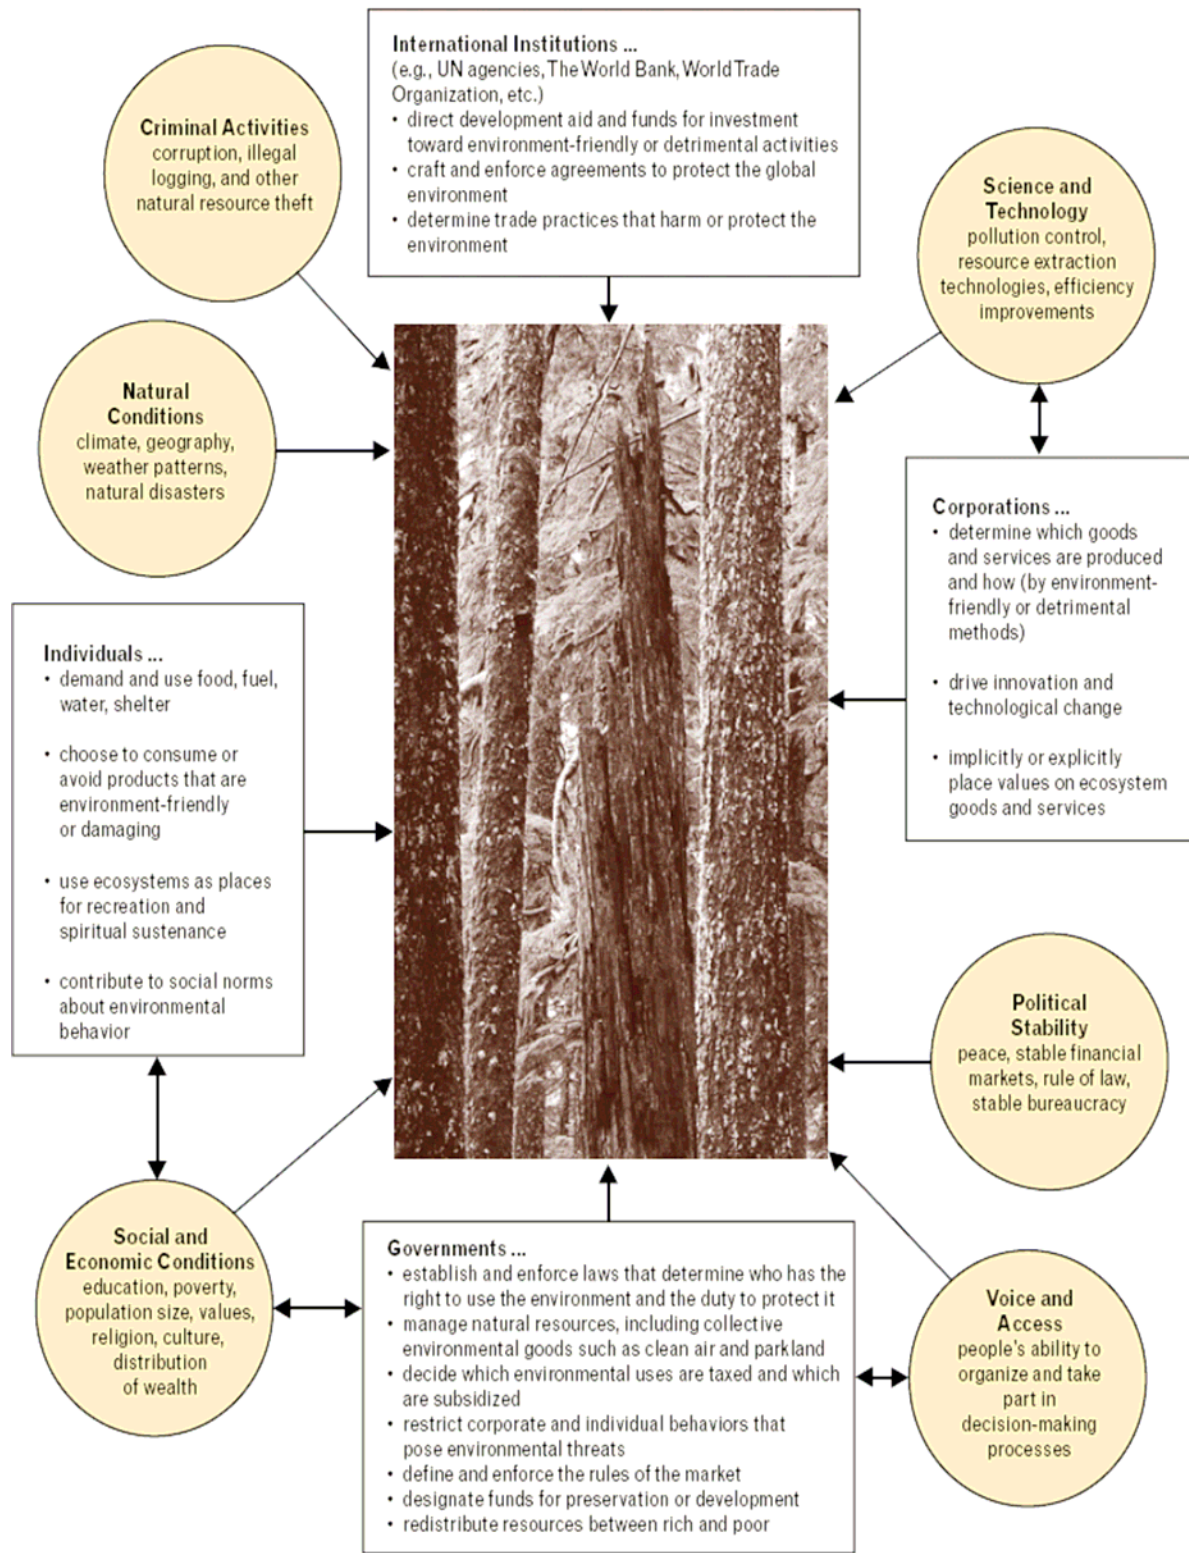 International Institutions ...
(e.g., UN agencies, The World Bank, World Trade
Organization, etc.)
• direct development aid and funds for investment
toward environment-friendly or detrimental activities
• craft and enforce agreements to protect the global
environment
• determine trade practices that harm or protect the
environment
Criminal Activities
corruption, illegal
logging, and other
natural resource theft
Science and
Technology
pollution control,
resource extraction
technologies, efficiency
improvements
Natural
Conditions
climate, geography,
weather patterns,
natural disasters
Corporations ...
• determine which goods
and services are produced
and how (by environment-
friendly or detrimental
methods)
• drive innovation and
technological change
• implicitly or explicitly
place values on ecosystem
goods and services
Individuals ...
• demand and use food, fuel,
water, shelter
• choose to consume or
avoid products that are
environment-friendly
or damaging
• use ecosystems as places
for recreation and
spiritual sustenance
• contribute to social norms
about environmental
behavior
Political
Stability
peace, stable financial
markets, rule of law,
stable bureaucracy
Social and
Economic Conditions
education, poverty,
population size, values,
religion, culture,
distribution
of wealth
Governments ...
• establish and enforce laws that determine who has the
right to use the environment and the duty to protect it
• manage natural resources, including collective
environmental goods such as clean air and parkland
• decide which environmental uses are taxed and which
are subsidized
• restrict corporate and individual behaviors that
pose environmental threats
• define and enforce the rules of the market
• designate funds for preservation or development
• redistribute resources between rich and poor
Voice and
Access
people's ability to
organize and take
part in
decision-making
processes